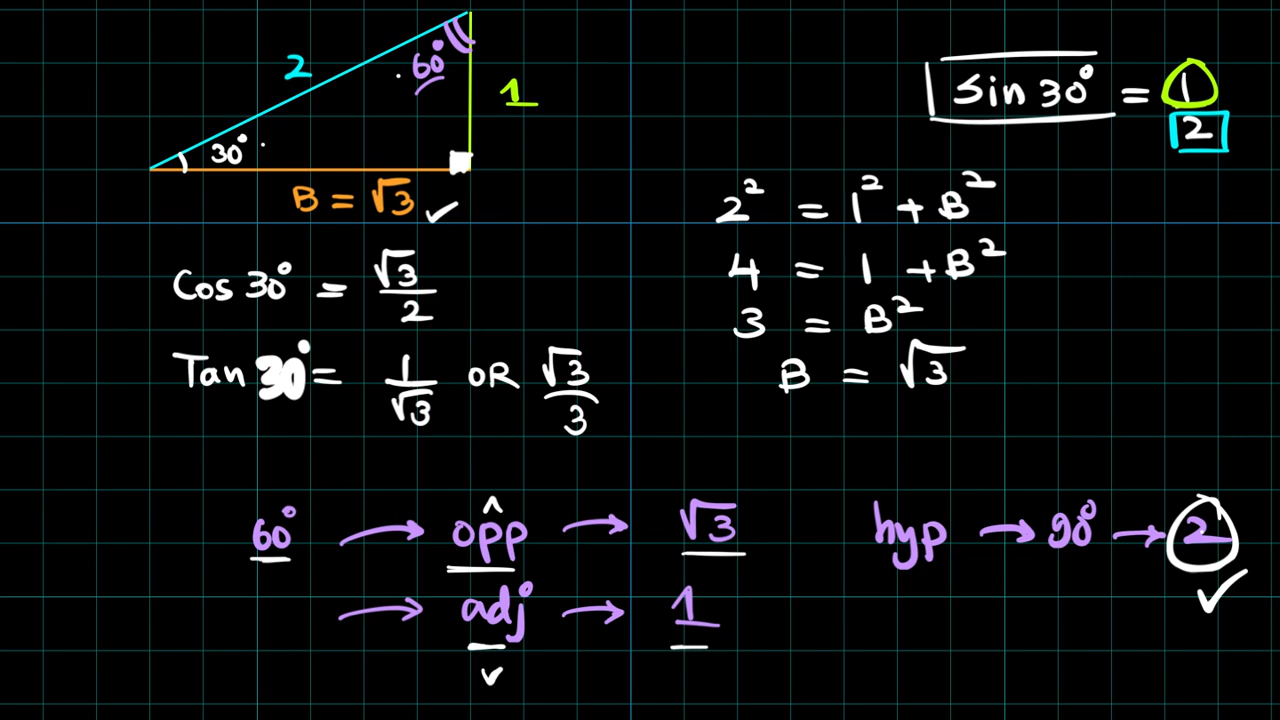 2
60°
1
30°
B = √3
sin 30° = 1/2
2² = 1² + B²
4 = 1 + B²
3 = B²
B = √3
Cos 30° = √3/2
Tan 30° = 1/√3 OR √3/3
60° → opp → √3
→ adj → 1
hyp → 90° → 2